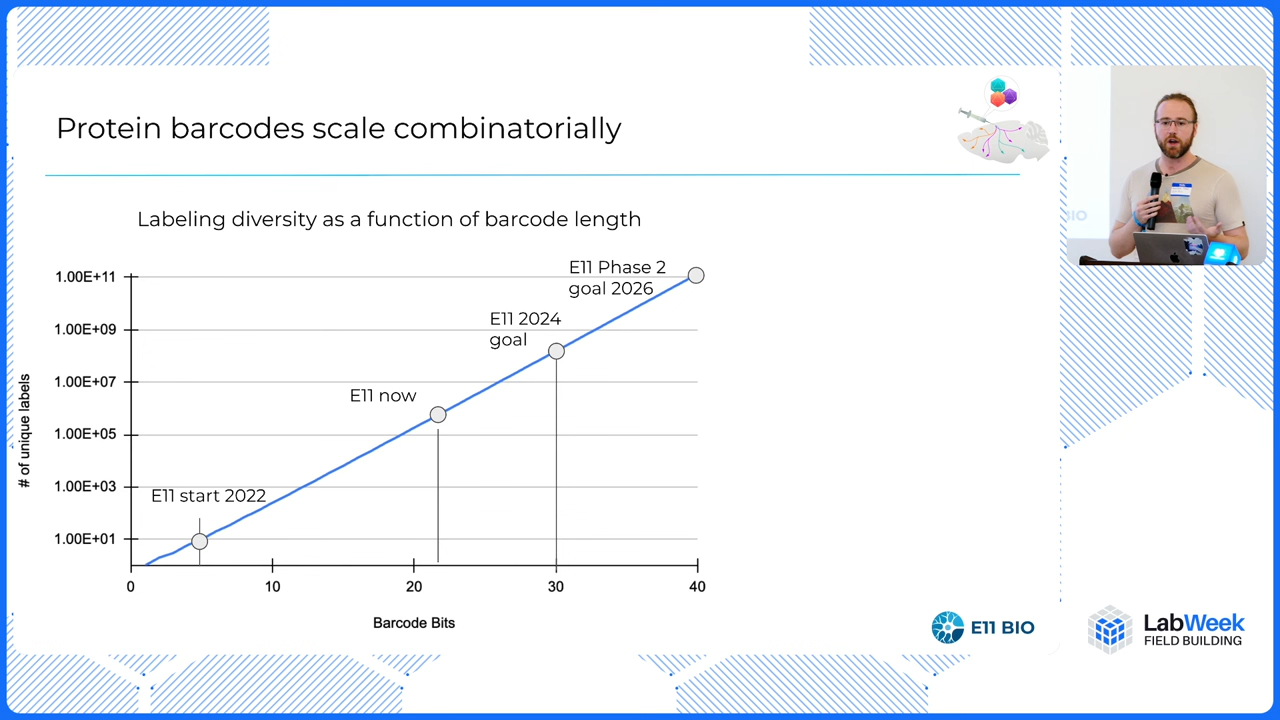 Protein barcodes scale combinatorially
Labeling diversity as a function of barcode length
# of unique labels
1.00E+11
1.00E+09
1.00E+07
1.00E+05
1.00E+03
1.00E+01
E11 start 2022
E11 now
E11 2024
goal
E11 Phase 2
goal 2026
0
10
20
30
40
Barcode Bits
E11 BIO
LabWeek
FIELD BUILDING
BIO